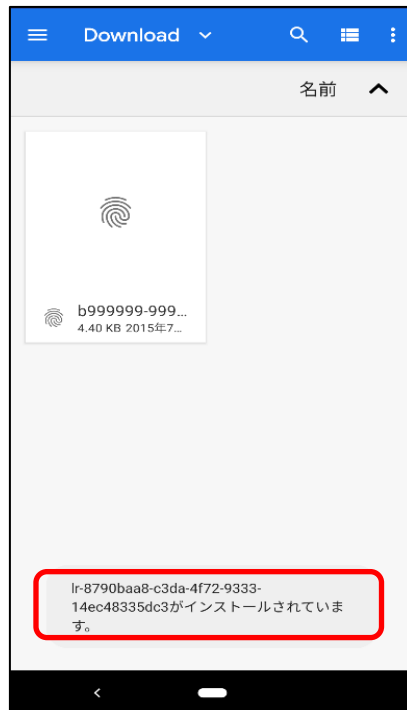 Download
名前
b999999-999...
4.40 KB 2015年7...
lr-8790baa8-c3da-4f72-9333-
14ec48335dc3がインストールされていま
す。